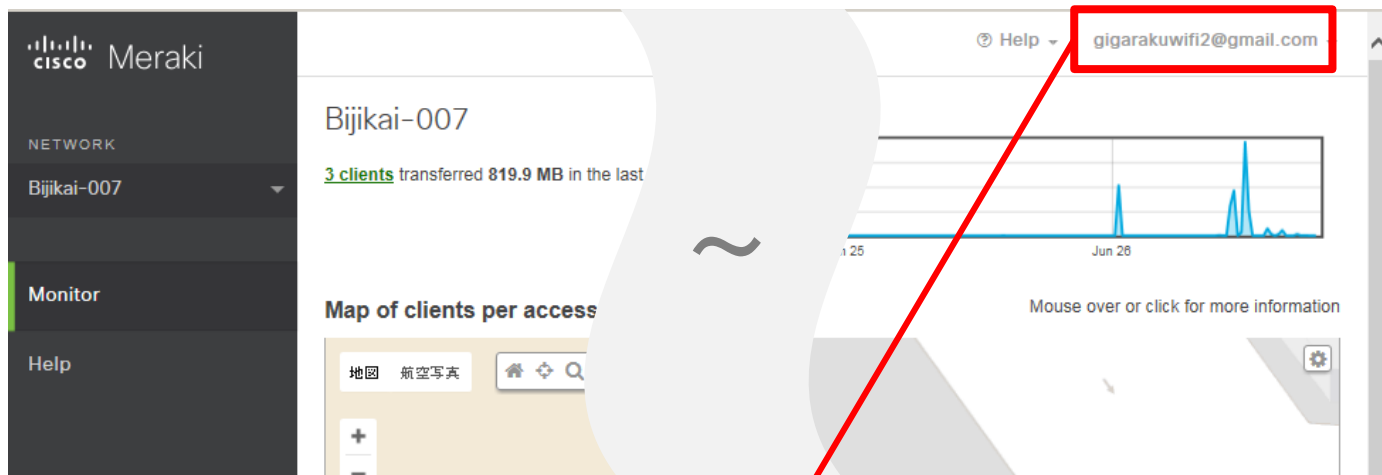 cisco Meraki
Help
gigarakuwifi2@gmail.com
NETWORK
Bijikai-007
Monitor
Help
Bijikai-007
3 clients transferred 819.9 MB in the last
25
Jun 26
~
Map of clients per access
Mouse over or click for more information
地図 航空写真
+